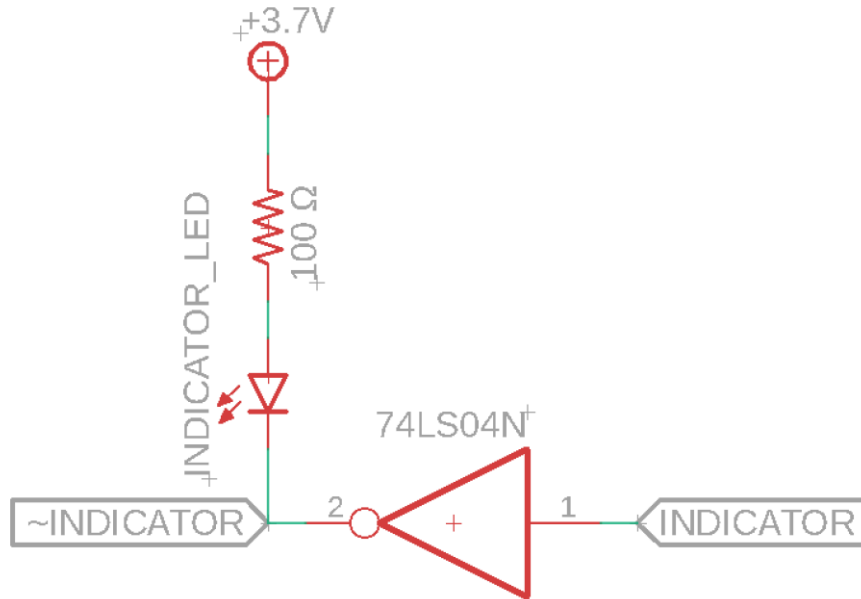 +3.7V
100 Ω
INDICATOR_LED
74LS04N
~INDICATOR
2
1
INDICATOR